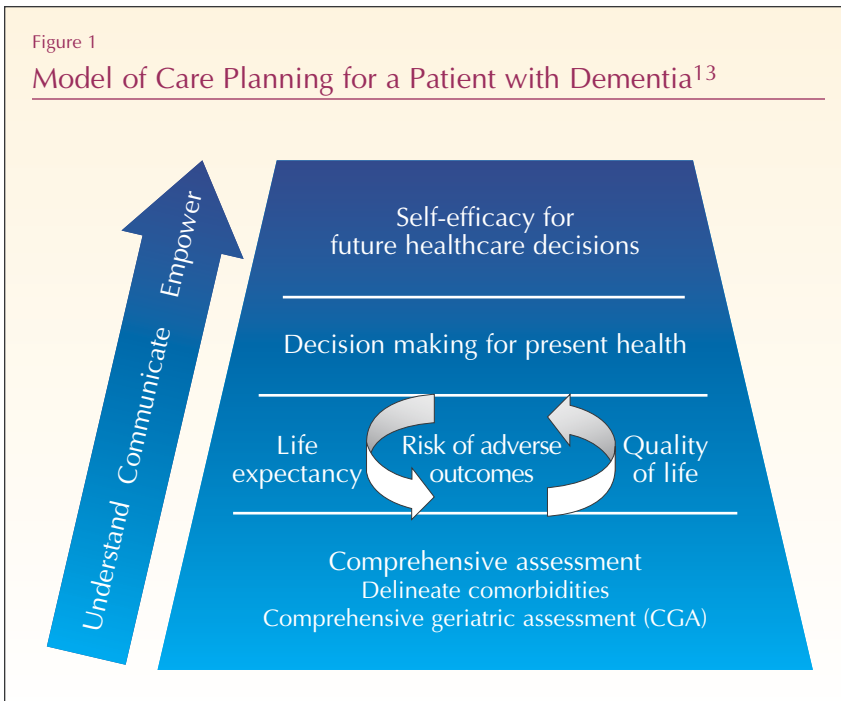 Figure 1
Model of Care Planning for a Patient with Dementia13
Understand Communicate Empower
Self-efficacy for
future healthcare decisions
Decision making for present health
Life
expectancy
Risk of adverse
outcomes
Quality
of life
Comprehensive assessment
Delineate comorbidities
Comprehensive geriatric assessment (CGA)